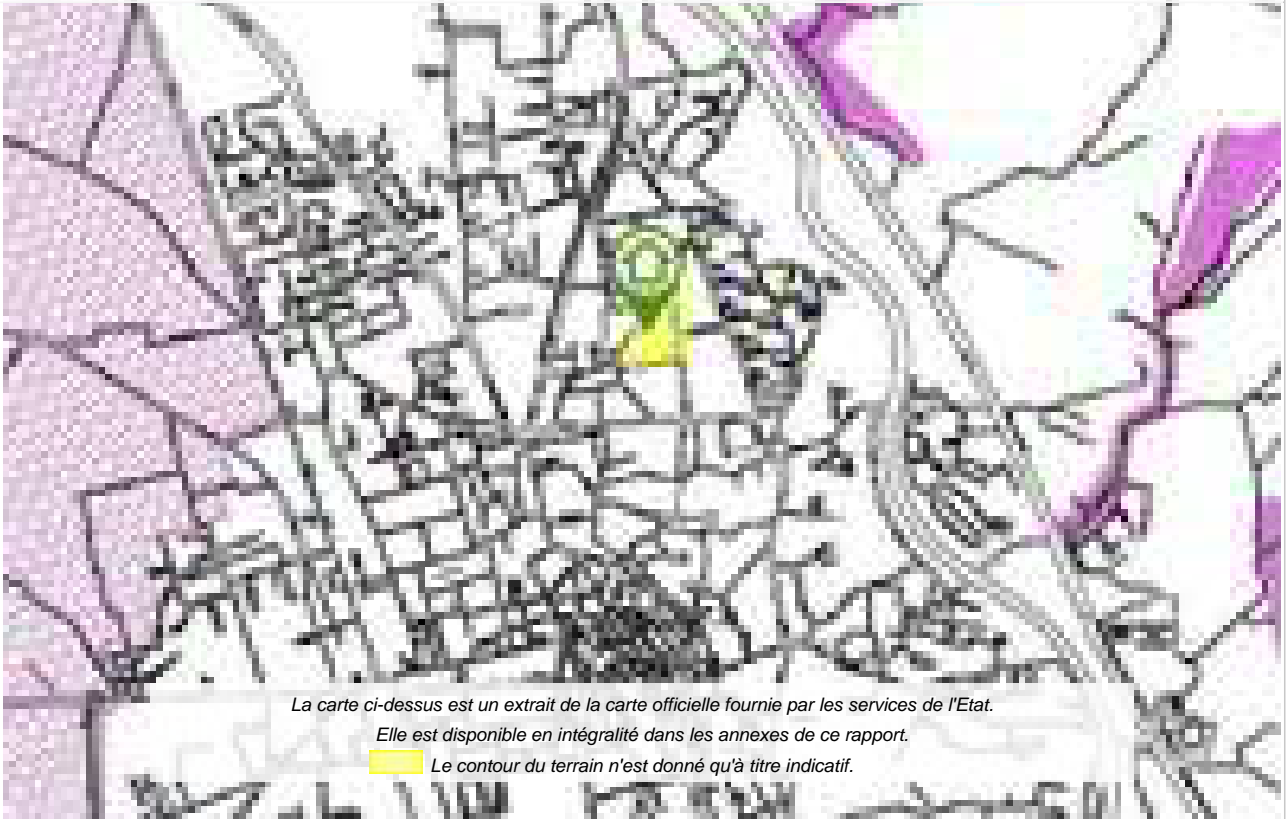 La carte ci-dessus est un extrait de la carte officielle fournie par les services de l'Etat.
Elle est disponible en intégralité dans les annexes de ce rapport.
Le contour du terrain n'est donné qu'à titre indicatif.